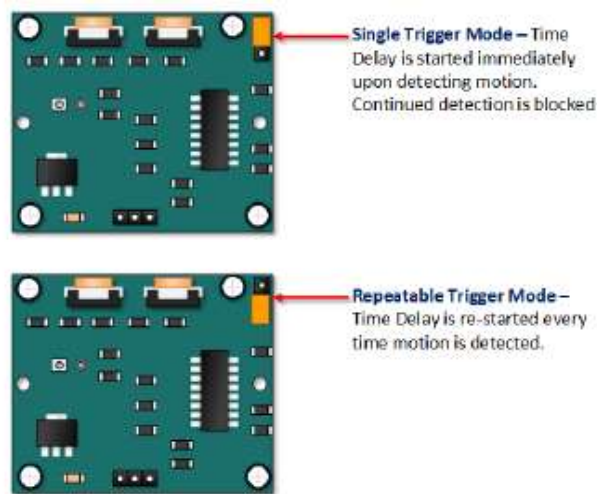 Single Trigger Mode – Time
Delay is started immediately
upon detecting motion.
Continued detection is blocked
Repeatable Trigger Mode –
Time Delay is re-started every
time motion is detected.